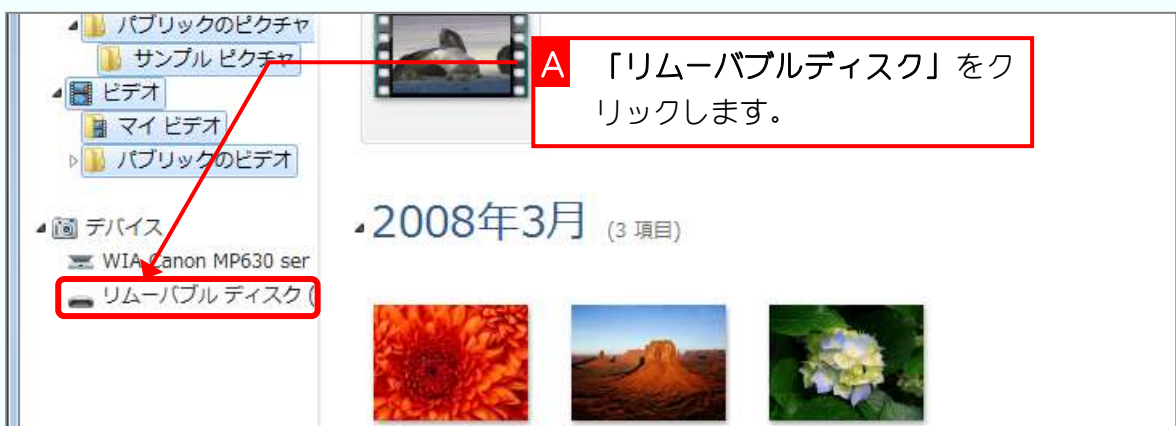 パブリックのピクチャ
サンプル ピクチャ
ビデオ
マイ ビデオ
パブリックのビデオ
デバイス
WIA Canon MP630 ser
リムーバブル ディスク (
A 「リムーバブルディスク」をク
リックします。
2008年3月 (3 項目)